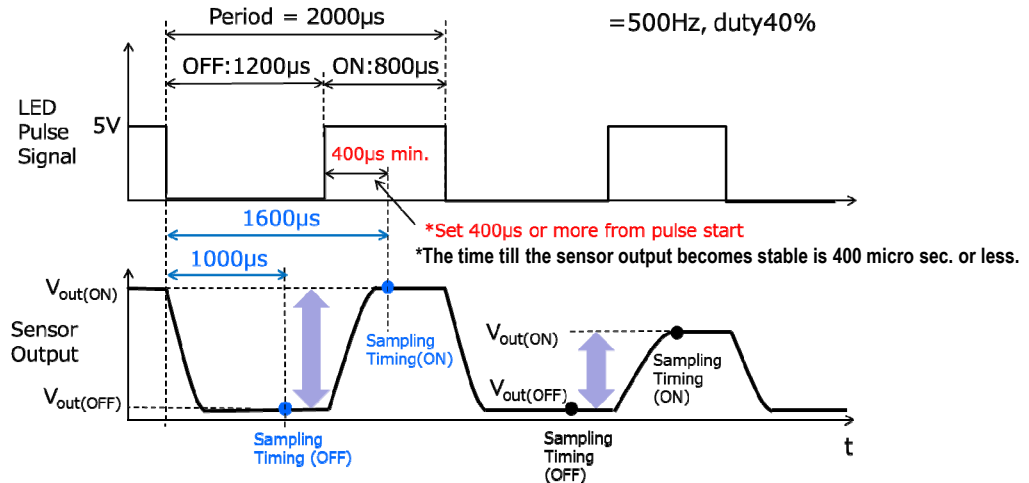 Period = 2000µs
=500Hz, duty40%
OFF:1200µs
ON:800µs
LED
Pulse
Signal
5V
400µs min.
1600µs
*Set 400µs or more from pulse start
*The time till the sensor output becomes stable is 400 micro sec. or less.
1000µs
Vout(ON)
Sensor
Output
Vout(OFF)
Sampling
Timing(ON)
Sampling
Timing (OFF)
Vout(ON)
Vout(OFF)
Sampling
Timing
(ON)
Sampling
Timing
(OFF)
t